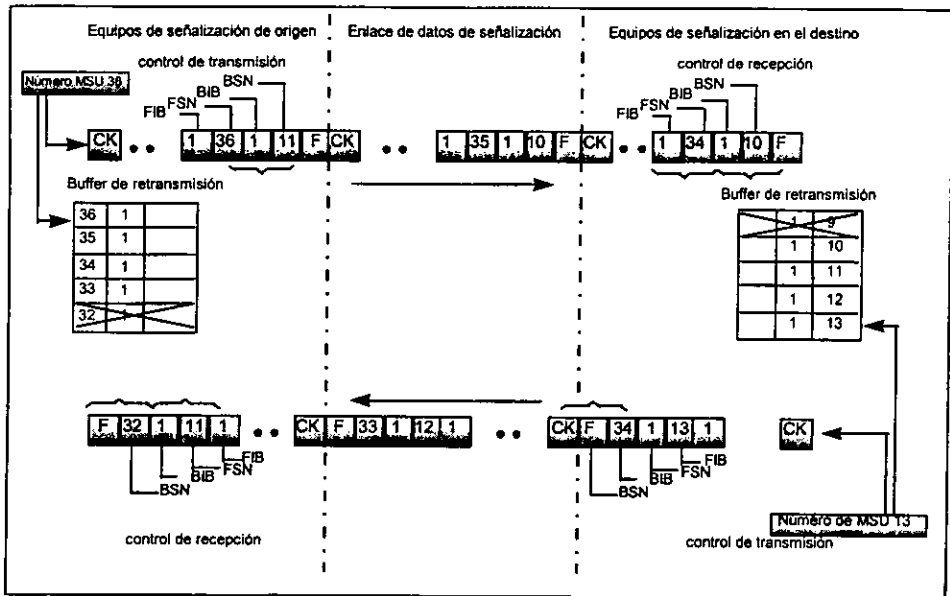 Equipos de señalización de origen
Enlace de datos de señalización
Equipos de señalización en el destino
control de transmisión
control de recepción
Número MSU 36
FIB FSN BIB BSN
FIB FSN BIB BSN
CK • • 1 36 1 11 F CK • • 1 35 1 10 F CK • • 1 34 1 10 F
Buffer de retransmisión
Buffer de retransmisión
36 1
35 1
34 1
33 1
32 1
1 9
1 10
1 11
1 12
1 13
F 32 1 11 1 • • CK F 33 1 12 1 • • CK F 34 1 13 1 CK
BSN BIB FSN FIB
BSN BIB FSN FIB
Número de MSU 13
control de recepción
control de transmisión